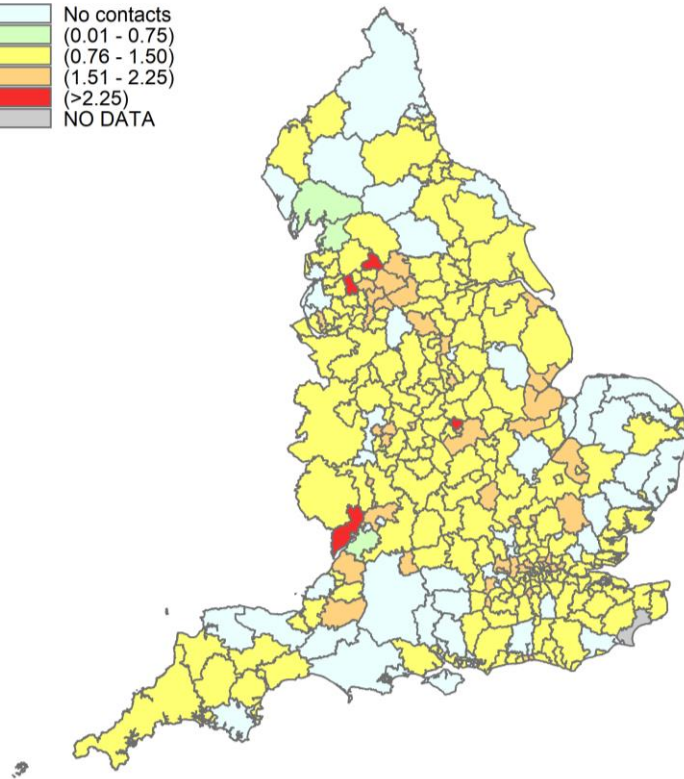 No contacts
(0.01 - 0.75)
(0.76 - 1.50)
(1.51 - 2.25)
(>2.25)
NO DATA